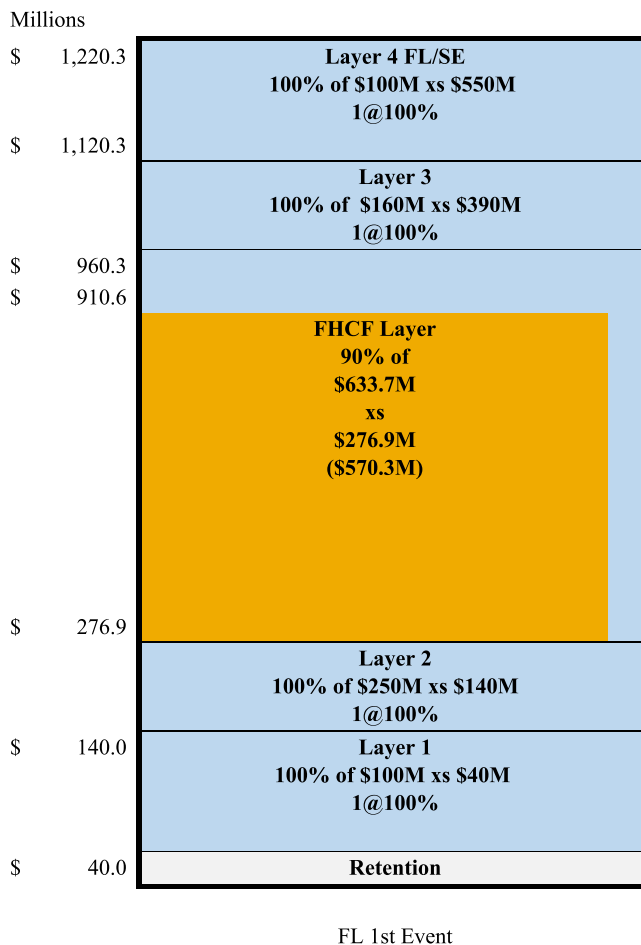 Millions
$ 1,220.3
Layer 4 FL/SE
100% of $100M xs $550M
1@100%
$ 1,120.3
Layer 3
100% of  $160M xs $390M
1@100%
$ 960.3
$ 910.6
FHCF Layer
90% of
$633.7M
xs
$276.9M
($570.3M)
$ 276.9
Layer 2
100% of $250M xs $140M
1@100%
$ 140.0
Layer 1
100% of $100M xs $40M
1@100%
$ 40.0
Retention
FL 1st Event